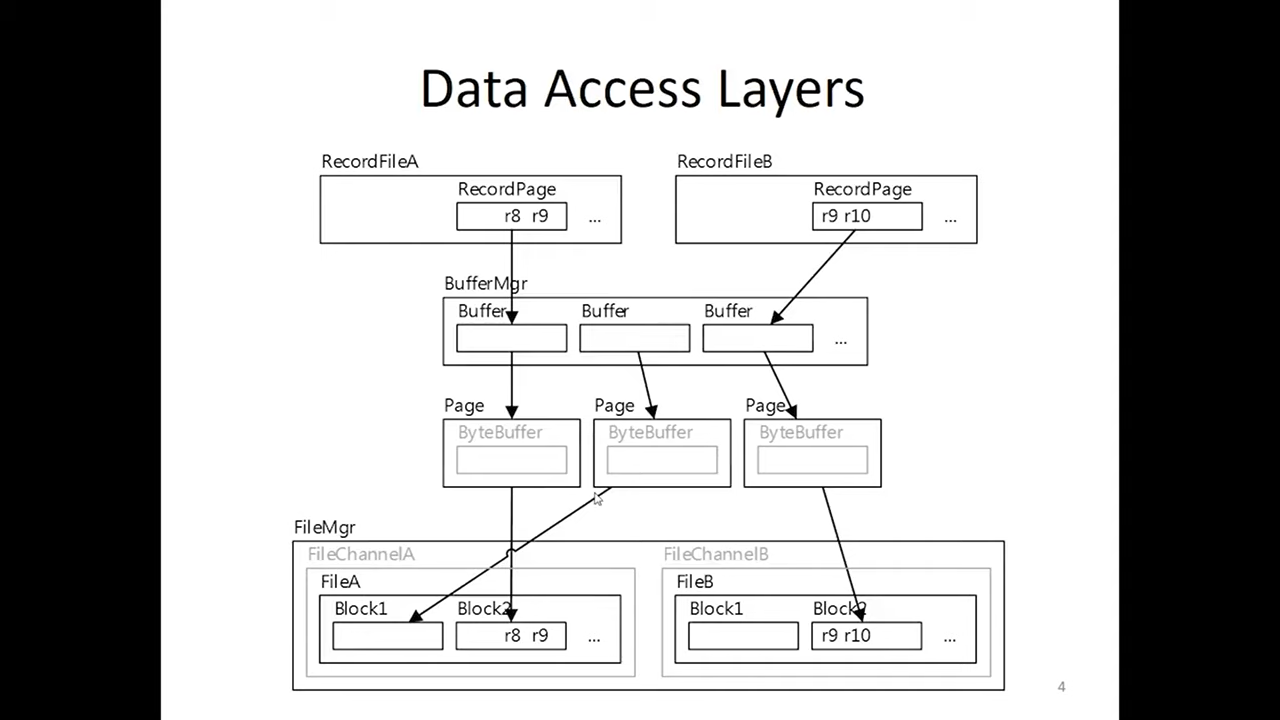 Data Access Layers
RecordFileA
RecordFileB
RecordPage
RecordPage
r8 r9
...
r9 r10
...
BufferMgr
Buffer
Buffer
Buffer
...
Page
Page
Page
ByteBuffer
ByteBuffer
ByteBuffer
FileMgr
FileChannelA
FileChannelB
FileA
FileB
Block1
Block2
Block1
Block2
r8 r9
...
r9 r10
...
4